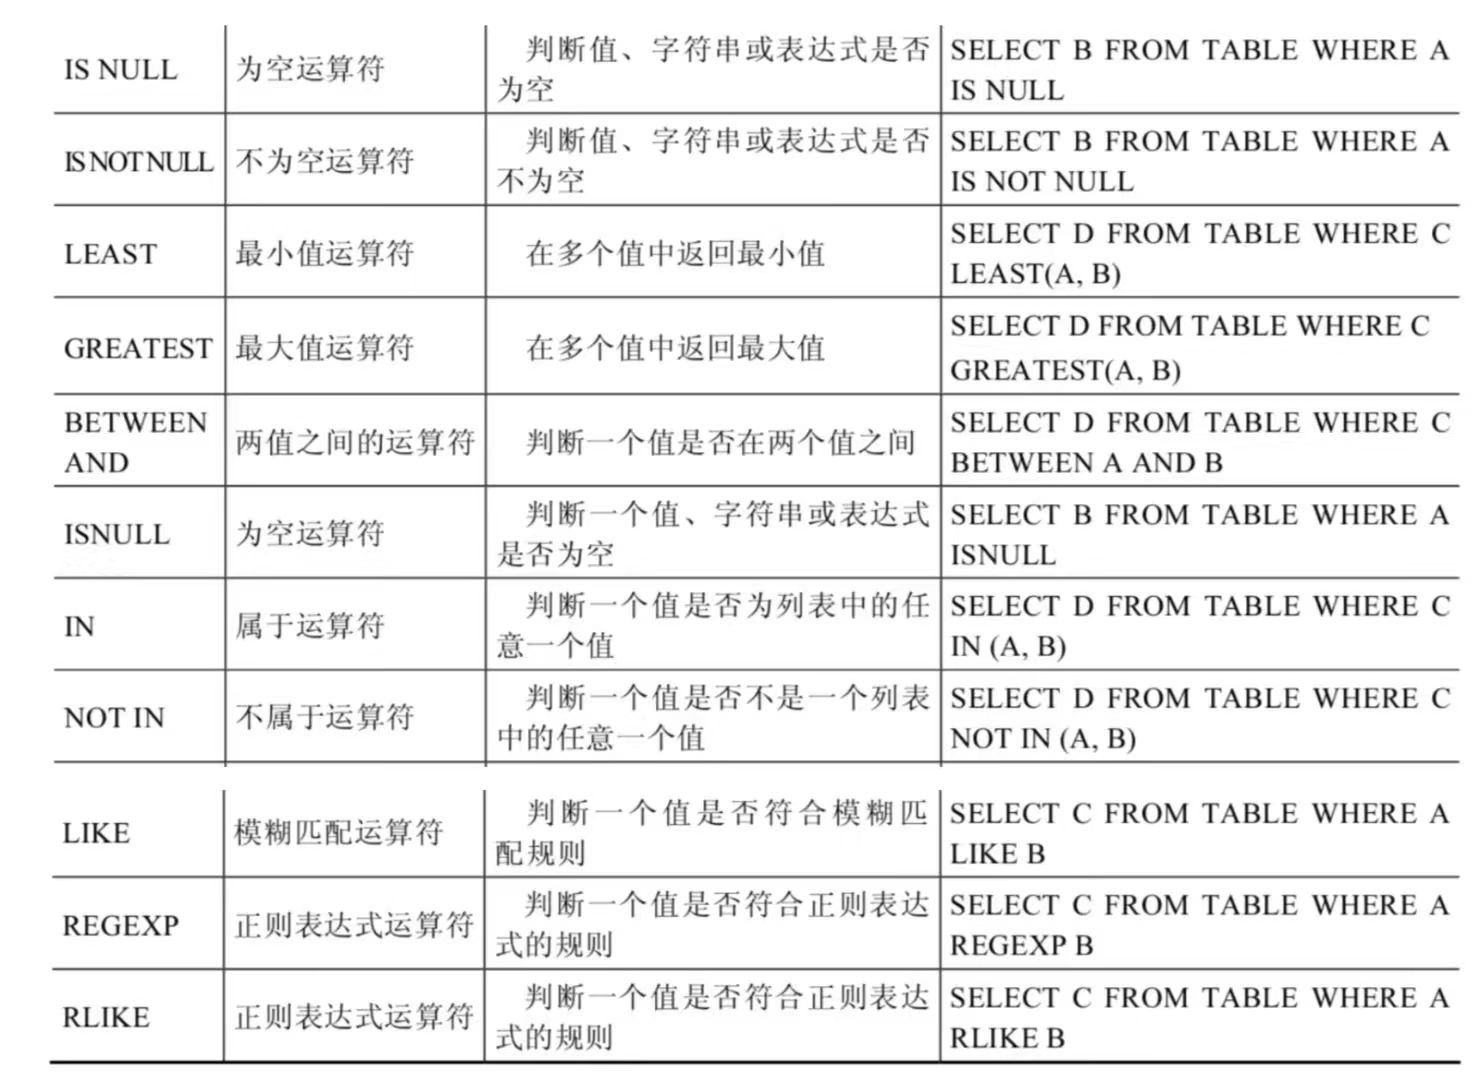 IS NULL
为空运算符
判断值、字符串或表达式是否
为空
SELECT B FROM TABLE WHERE A
IS NULL
IS NOT NULL
不为空运算符
判断值、字符串或表达式是否
不为空
SELECT B FROM TABLE WHERE A
IS NOT NULL
LEAST
最小值运算符
在多个值中返回最小值
SELECT D FROM TABLE WHERE C
LEAST(A, B)
GREATEST
最大值运算符
在多个值中返回最大值
SELECT D FROM TABLE WHERE C
GREATEST(A, B)
BETWEEN
AND
两值之间的运算符
判断一个值是否在两个值之间
SELECT D FROM TABLE WHERE C
BETWEEN A AND B
ISNULL
为空运算符
判断一个值、字符串或表达式
是否为空
SELECT B FROM TABLE WHERE A
ISNULL
IN
属于运算符
判断一个值是否为列表中的任
意一个值
SELECT D FROM TABLE WHERE C
IN (A, B)
NOT IN
不属于运算符
判断一个值是否不是一个列表
中的任意一个值
SELECT D FROM TABLE WHERE C
NOT IN (A, B)
LIKE
模糊匹配运算符
判断一个值是否符合模糊匹
配规则
SELECT C FROM TABLE WHERE A
LIKE B
REGEXP
正则表达式运算符
判断一个值是否符合正则表达
式的规则
SELECT C FROM TABLE WHERE A
REGEXP B
RLIKE
正则表达式运算符
判断一个值是否符合正则表达
式的规则
SELECT C FROM TABLE WHERE A
RLIKE B